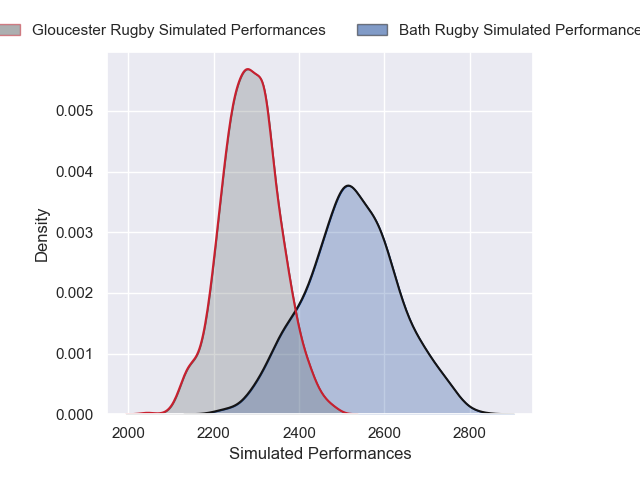 Gloucester Rugby Simulated Performances
Bath Rugby Simulated Performance
0.005
0.004
0.003
0.002
0.001
0.000
Density
2000 2200 2400 2600 2800
Simulated Performances